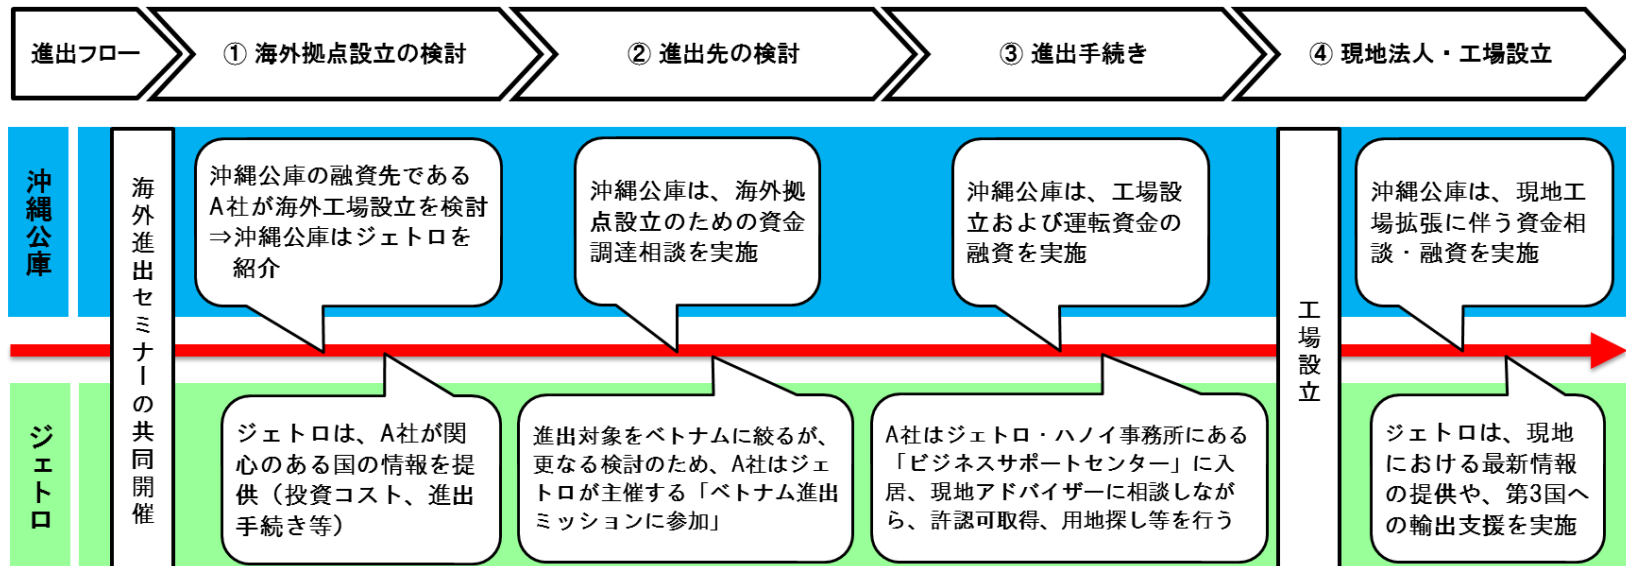 進出フロー
① 海外拠点設立の検討
② 進出先の検討
③ 進出手続き
④ 現地法人・工場設立
沖縄公庫
海外進出セミナーの共同開催
沖縄公庫の融資先である
A社が海外工場設立を検討
⇒沖縄公庫はジェトロを
紹介
沖縄公庫は、海外拠
点設立のための資金
調達相談を実施
沖縄公庫は、工場設
立および運転資金の
融資を実施
工場設立
沖縄公庫は、現地工
場拡張に伴う資金相
談・融資を実施
ジェトロ
ジェトロは、A社が関
心のある国の情報を提
供（投資コスト、進出
手続き等）
進出対象をベトナムに絞るが、
更なる検討のため、A社はジェ
トロが主催する「ベトナム進出
ミッションに参加」
A社はジェトロ・ハノイ事務所にある
「ビジネスサポートセンター」に入
居、現地アドバイザーに相談しなが
ら、許認可取得、用地探し等を行う
ジェトロは、現地
における最新情報
の提供や、第3国へ
の輸出支援を実施